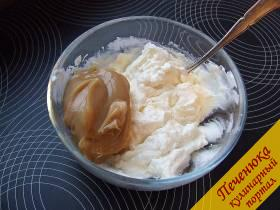 Печенюка
кулинарный
портал